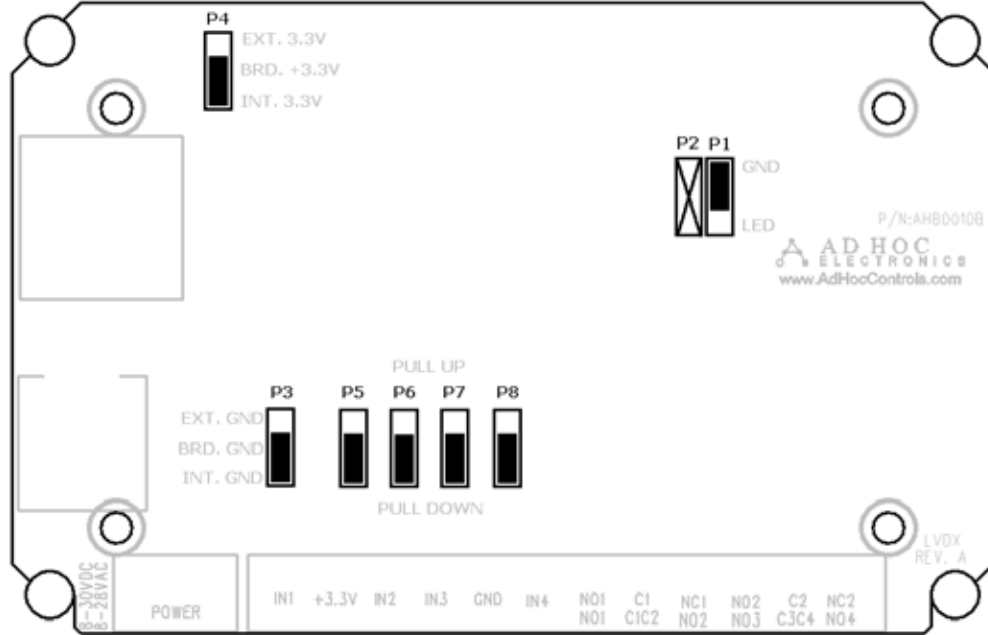 P4
EXT. 3.3V
BRD. +3.3V
INT. 3.3V
P2 P1
GND
LED
P/N:AHBD010B
AD HOC
ELECTRONICS
www.AdHocControls.com
PULL UP
P3 P5 P6 P7 P8
EXT. GND
BRD. GND
INT. GND
PULL DOWN
LVDX
REV. A
8-30VDC
8-28VAC
POWER
IN1 +3.3V IN2 IN3 GND IN4 NO1 C1 NC1 NO2 C2 NC2
NO1 C1C2 NO2 NO3 C3C4 NO4